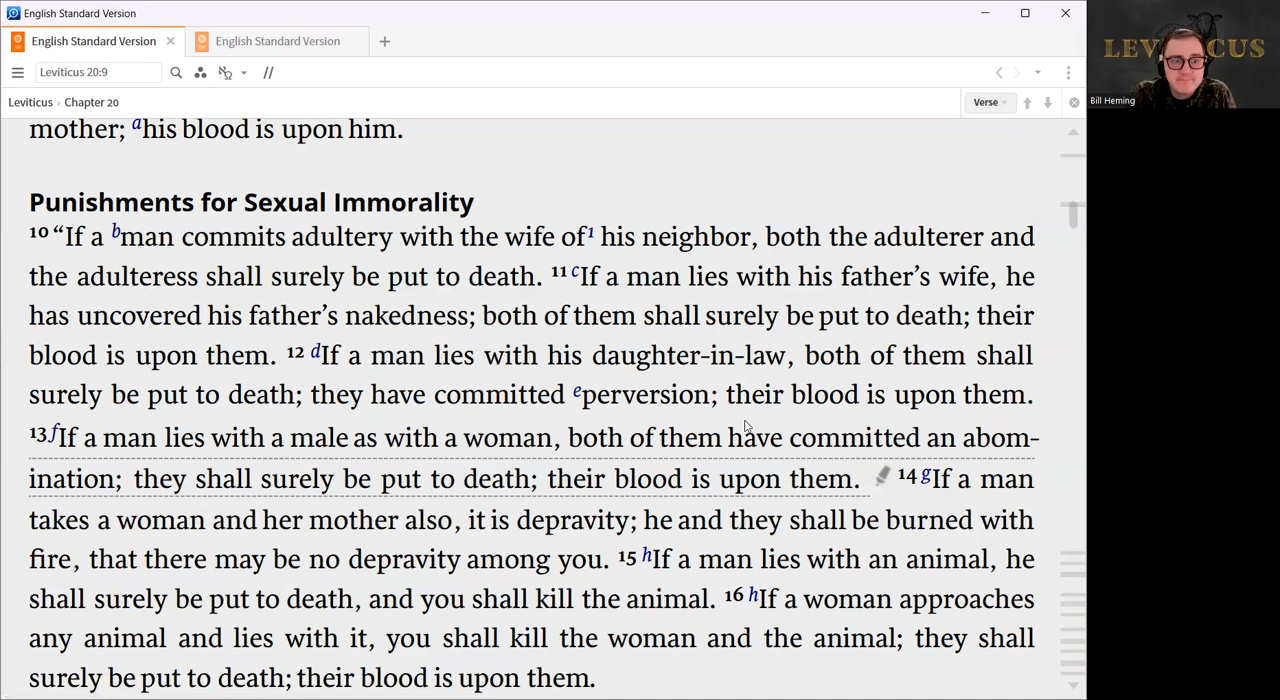 English Standard Version
English Standard Version
English Standard Version
Leviticus 20:9
Leviticus › Chapter 20
Verse
mother; ahis blood is upon him.
Punishments for Sexual Immorality
10 “If a bman commits adultery with the wife of1 his neighbor, both the adulterer and
the adulteress shall surely be put to death. 11 cIf a man lies with his father’s wife, he
has uncovered his father’s nakedness; both of them shall surely be put to death; their
blood is upon them. 12 dIf a man lies with his daughter-in-law, both of them shall
surely be put to death; they have committed eperversion; their blood is upon them.
13 fIf a man lies with a male as with a woman, both of them have committed an abom-
ination; they shall surely be put to death; their blood is upon them. 14 gIf a man
takes a woman and her mother also, it is depravity; he and they shall be burned with
fire, that there may be no depravity among you. 15 hIf a man lies with an animal, he
shall surely be put to death, and you shall kill the animal. 16 hIf a woman approaches
any animal and lies with it, you shall kill the woman and the animal; they shall
surely be put to death; their blood is upon them.
Bill Heming